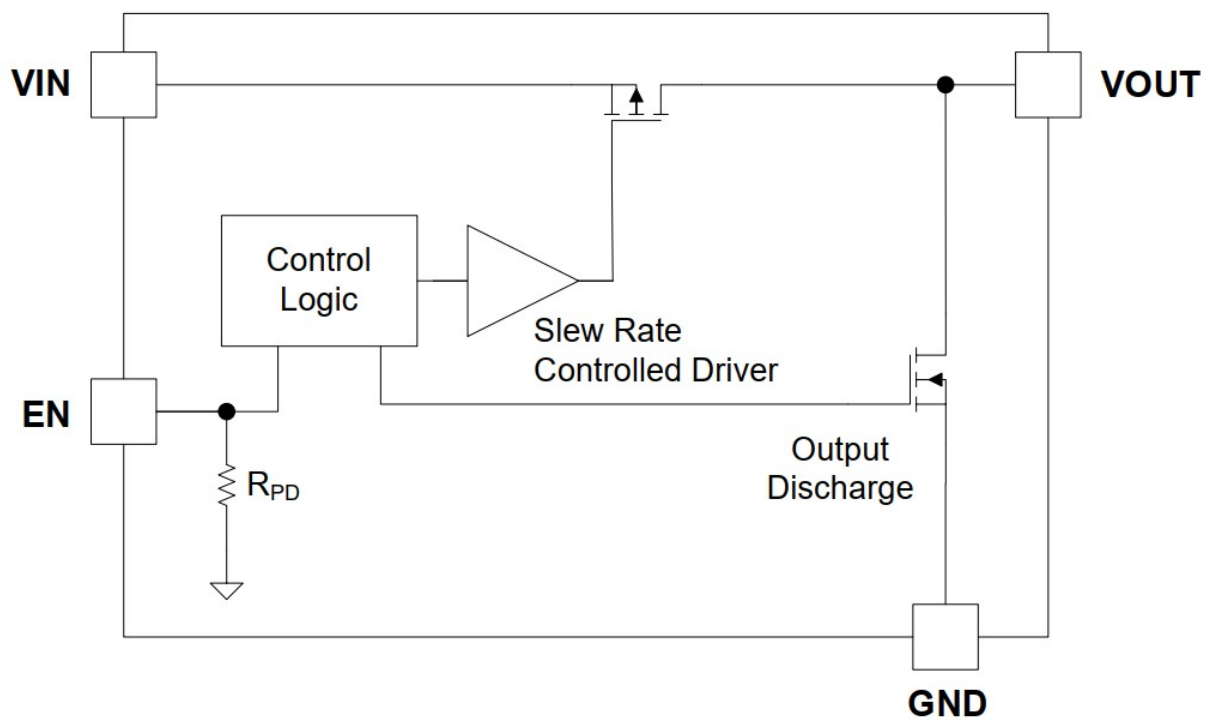 VIN
VOUT
Control
Logic
Slew Rate
Controlled Driver
EN
Output
Discharge
RPD
GND